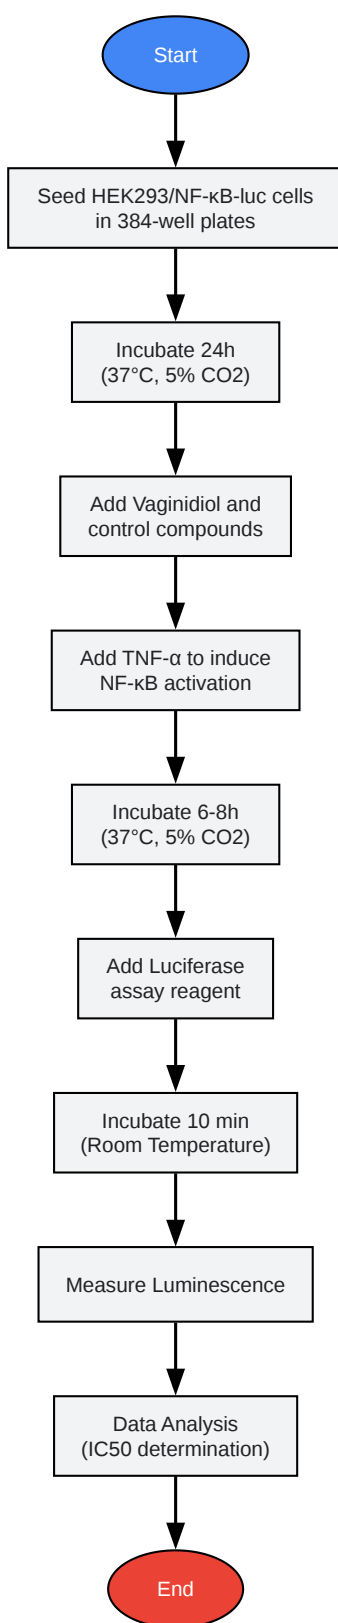 Start
Seed HEK293/NF-κB-luc cells
in 384-well plates
Incubate 24h
(37°C, 5% CO2)
Add Vaginidiol and
control compounds
Add TNF-α to induce
NF-κB activation
Incubate 6-8h
(37°C, 5% CO2)
Add Luciferase
assay reagent
Incubate 10 min
(Room Temperature)
Measure Luminescence
Data Analysis
(IC50 determination)
End